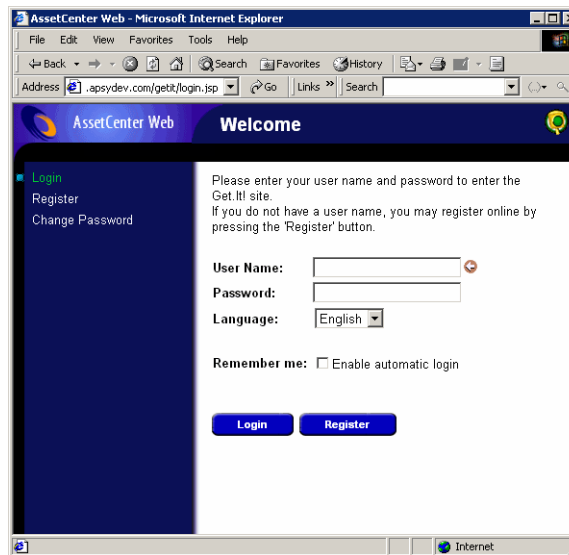 AssetCenter Web - Microsoft Internet Explorer
File Edit View Favorites Tools Help
Back Search Favorites History
Address .apsydev.com/getit/login.jsp Go Links » Search
AssetCenter Web Welcome
Login
Register
Change Password
Please enter your user name and password to enter the
Get.It! site.
If you do not have a user name, you may register online by
pressing the 'Register' button.
User Name:
Password:
Language: English
Remember me: Enable automatic login
Login Register
Internet